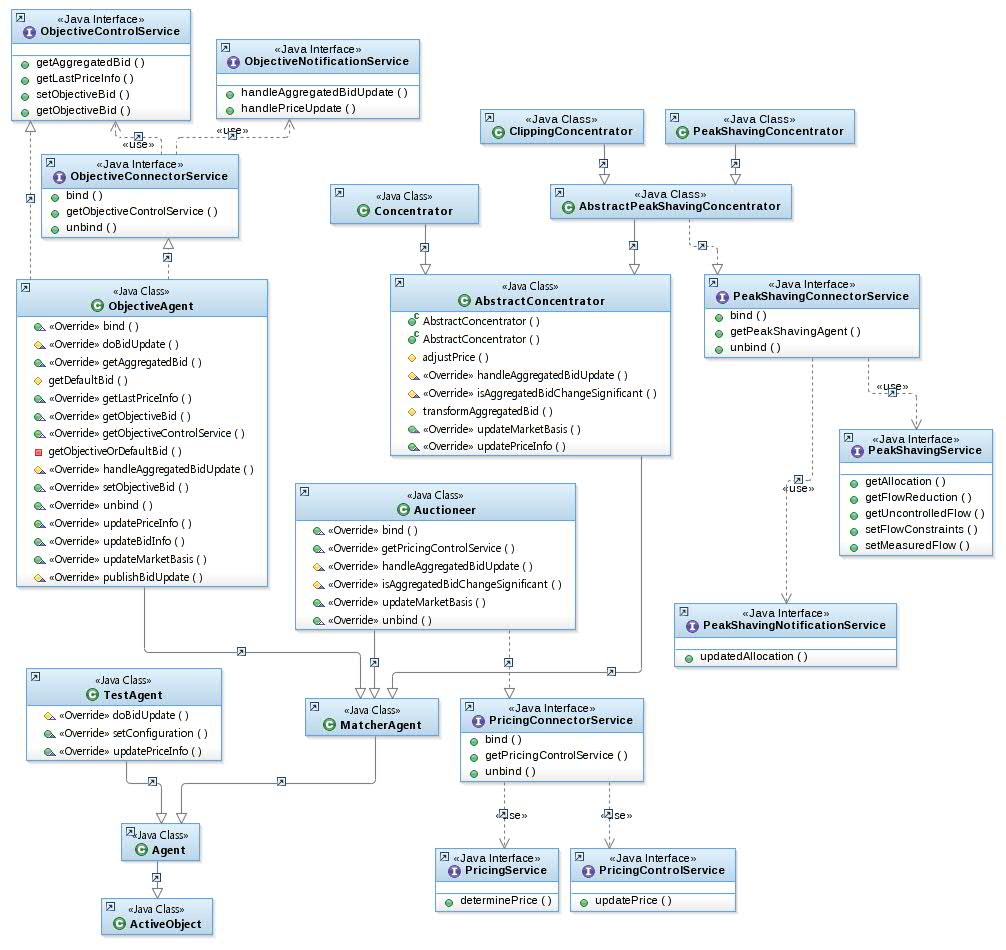 «Java Interface»
ObjectiveControlService
getAggregatedBid ( )
getLastPriceInfo ( )
setObjectiveBid ( )
getObjectiveBid ( )
«Java Interface»
ObjectiveNotificationService
handleAggregatedBidUpdate ( )
handlePriceUpdate ( )
«use»
«use»
«Java Interface»
ObjectiveConnectorService
bind ( )
getObjectiveControlService ( )
unbind ( )
«Java Class»
ClippingConcentrator
«Java Class»
PeakShavingConcentrator
«Java Class»
Concentrator
«Java Class»
AbstractPeakShavingConcentrator
«Java Class»
ObjectiveAgent
«Override» bind ( )
«Override» doBidUpdate ( )
«Override» getAggregatedBid ( )
getDefaultBid ( )
«Override» getLastPriceInfo ( )
«Override» getObjectiveBid ( )
«Override» getObjectiveControlService ( )
getObjectiveOrDefaultBid ( )
«Override» handleAggregatedBidUpdate ( )
«Override» setObjectiveBid ( )
«Override» unbind ( )
«Override» updatePriceInfo ( )
«Override» updateBidInfo ( )
«Override» updateMarketBasis ( )
«Override» publishBidUpdate ( )
«Java Class»
AbstractConcentrator
AbstractConcentrator ( )
AbstractConcentrator ( )
adjustPrice ( )
«Override» handleAggregatedBidUpdate ( )
«Override» isAggregatedBidChangeSignificant ( )
transformAggregatedBid ( )
«Override» updateMarketBasis ( )
«Override» updatePriceInfo ( )
«Java Interface»
PeakShavingConnectorService
bind ( )
getPeakShavingAgent ( )
unbind ( )
«use»
«use»
«Java Interface»
PeakShavingService
getAllocation ( )
getFlowReduction ( )
getUncontrolledFlow ( )
setFlowConstraints ( )
setMeasuredFlow ( )
«Java Class»
Auctioneer
«Override» bind ( )
«Override» getPricingControlService ( )
«Override» handleAggregatedBidUpdate ( )
«Override» isAggregatedBidChangeSignificant ( )
«Override» updateMarketBasis ( )
«Override» unbind ( )
«Java Interface»
PeakShavingNotificationService
updatedAllocation ( )
«Java Class»
TestAgent
«Override» doBidUpdate ( )
«Override» setConfiguration ( )
«Override» updatePriceInfo ( )
«Java Class»
MatcherAgent
«Java Interface»
PricingConnectorService
bind ( )
getPricingControlService ( )
unbind ( )
«use»
«use»
«Java Class»
Agent
«Java Class»
ActiveObject
«Java Interface»
PricingService
determinePrice ( )
«Java Interface»
PricingControlService
updatePrice ( )